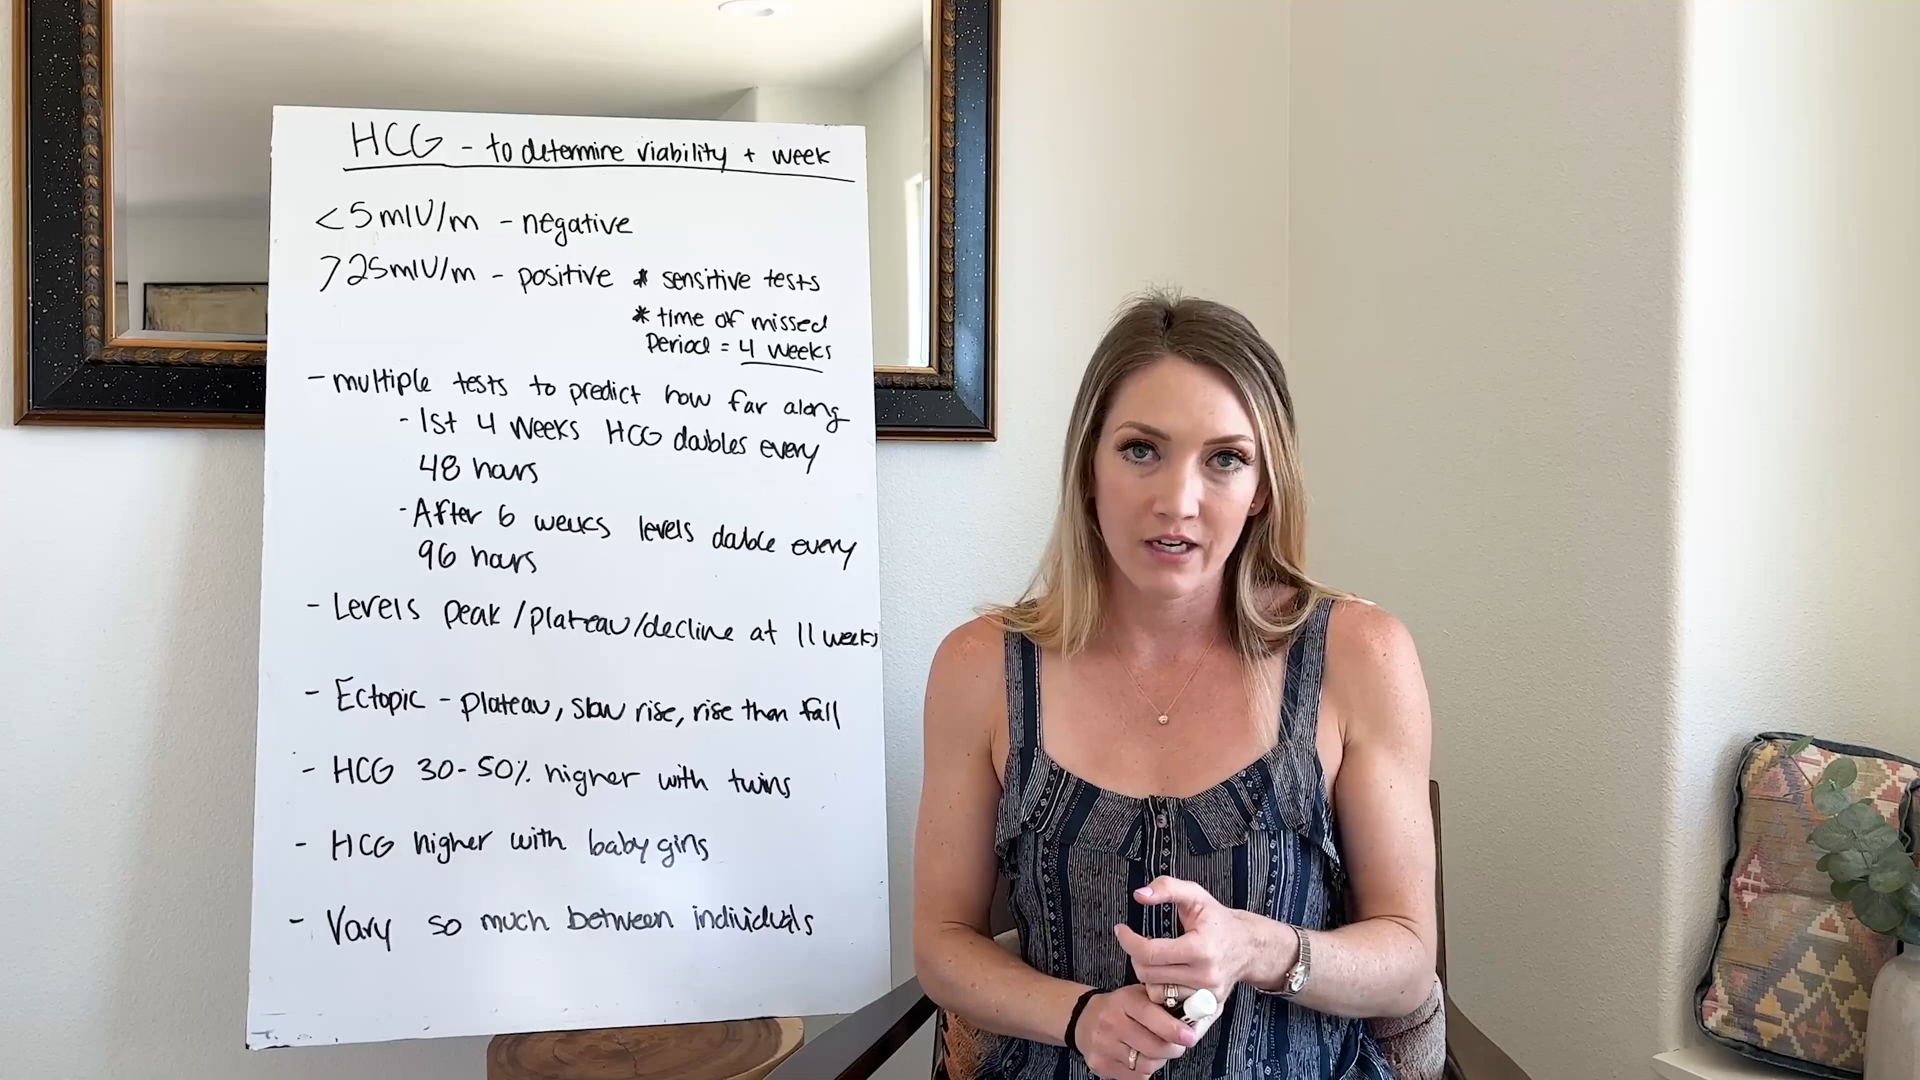 HCG - to determine viability + week
<5mIU/m - negative
>25mIU/m - positive * sensitive tests
* time of missed
Period = 4 weeks
- multiple tests to predict how far along
- 1st 4 weeks HCG doubles every
48 hours
- After 6 weeks levels double every
96 hours
- Levels peak/plateau/decline at 11 weeks
- Ectopic - plateau, slow rise, rise then fall
- HCG 30-50% higher with twins
- HCG higher with baby girls
- Vary so much between individuals